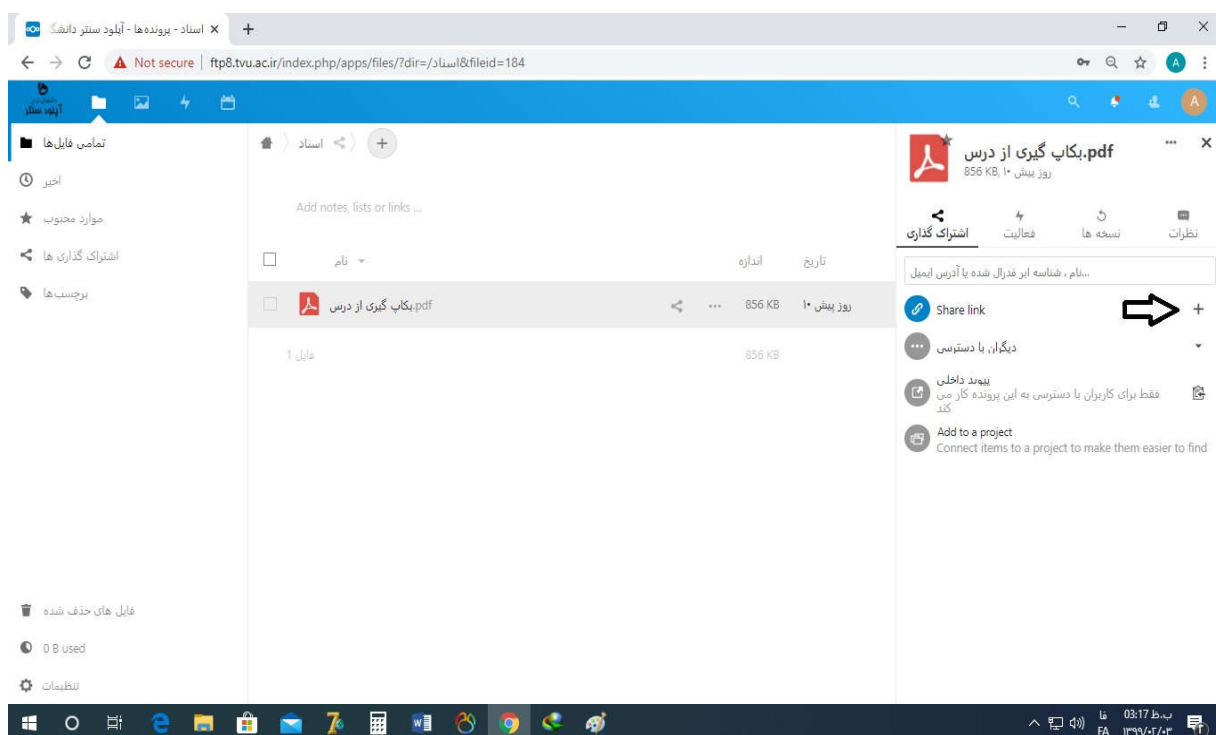 اسناد - پرونده‌ها - آپلود سنتر دانشگ
Not secure | ftp8.tvu.ac.ir/index.php/apps/files/?dir=/اسناد&fileid=184
A
آپلود سنتر
A
تمامی فایل‌ها
اخیر
موارد محبوب
اشتراک گذاری ها
برچسب‌ها
فایل های حذف شده
0 B used
تنظیمات
اسناد
Add notes, lists or links ...
نام
اندازه
تاریخ
بکاپ گیری از درس.pdf
856 KB
۱۰ روز پیش
1 فایل
856 KB
بکاپ گیری از درس.pdf
856 KB, ۱۰ روز پیش
اشتراک گذاری
فعالیت
نسخه ها
نظرات
نام ، شناسه ابر فدرال شده یا آدرس ایمیل...
Share link
دیگران با دسترسی
پیوند داخلی
فقط برای کاربران با دسترسی به این پرونده کار می
کند
Add to a project
Connect items to a project to make them easier to find
فا
FA
03:17 ب.ظ
۱۳۹۹/۰۲/۰۳